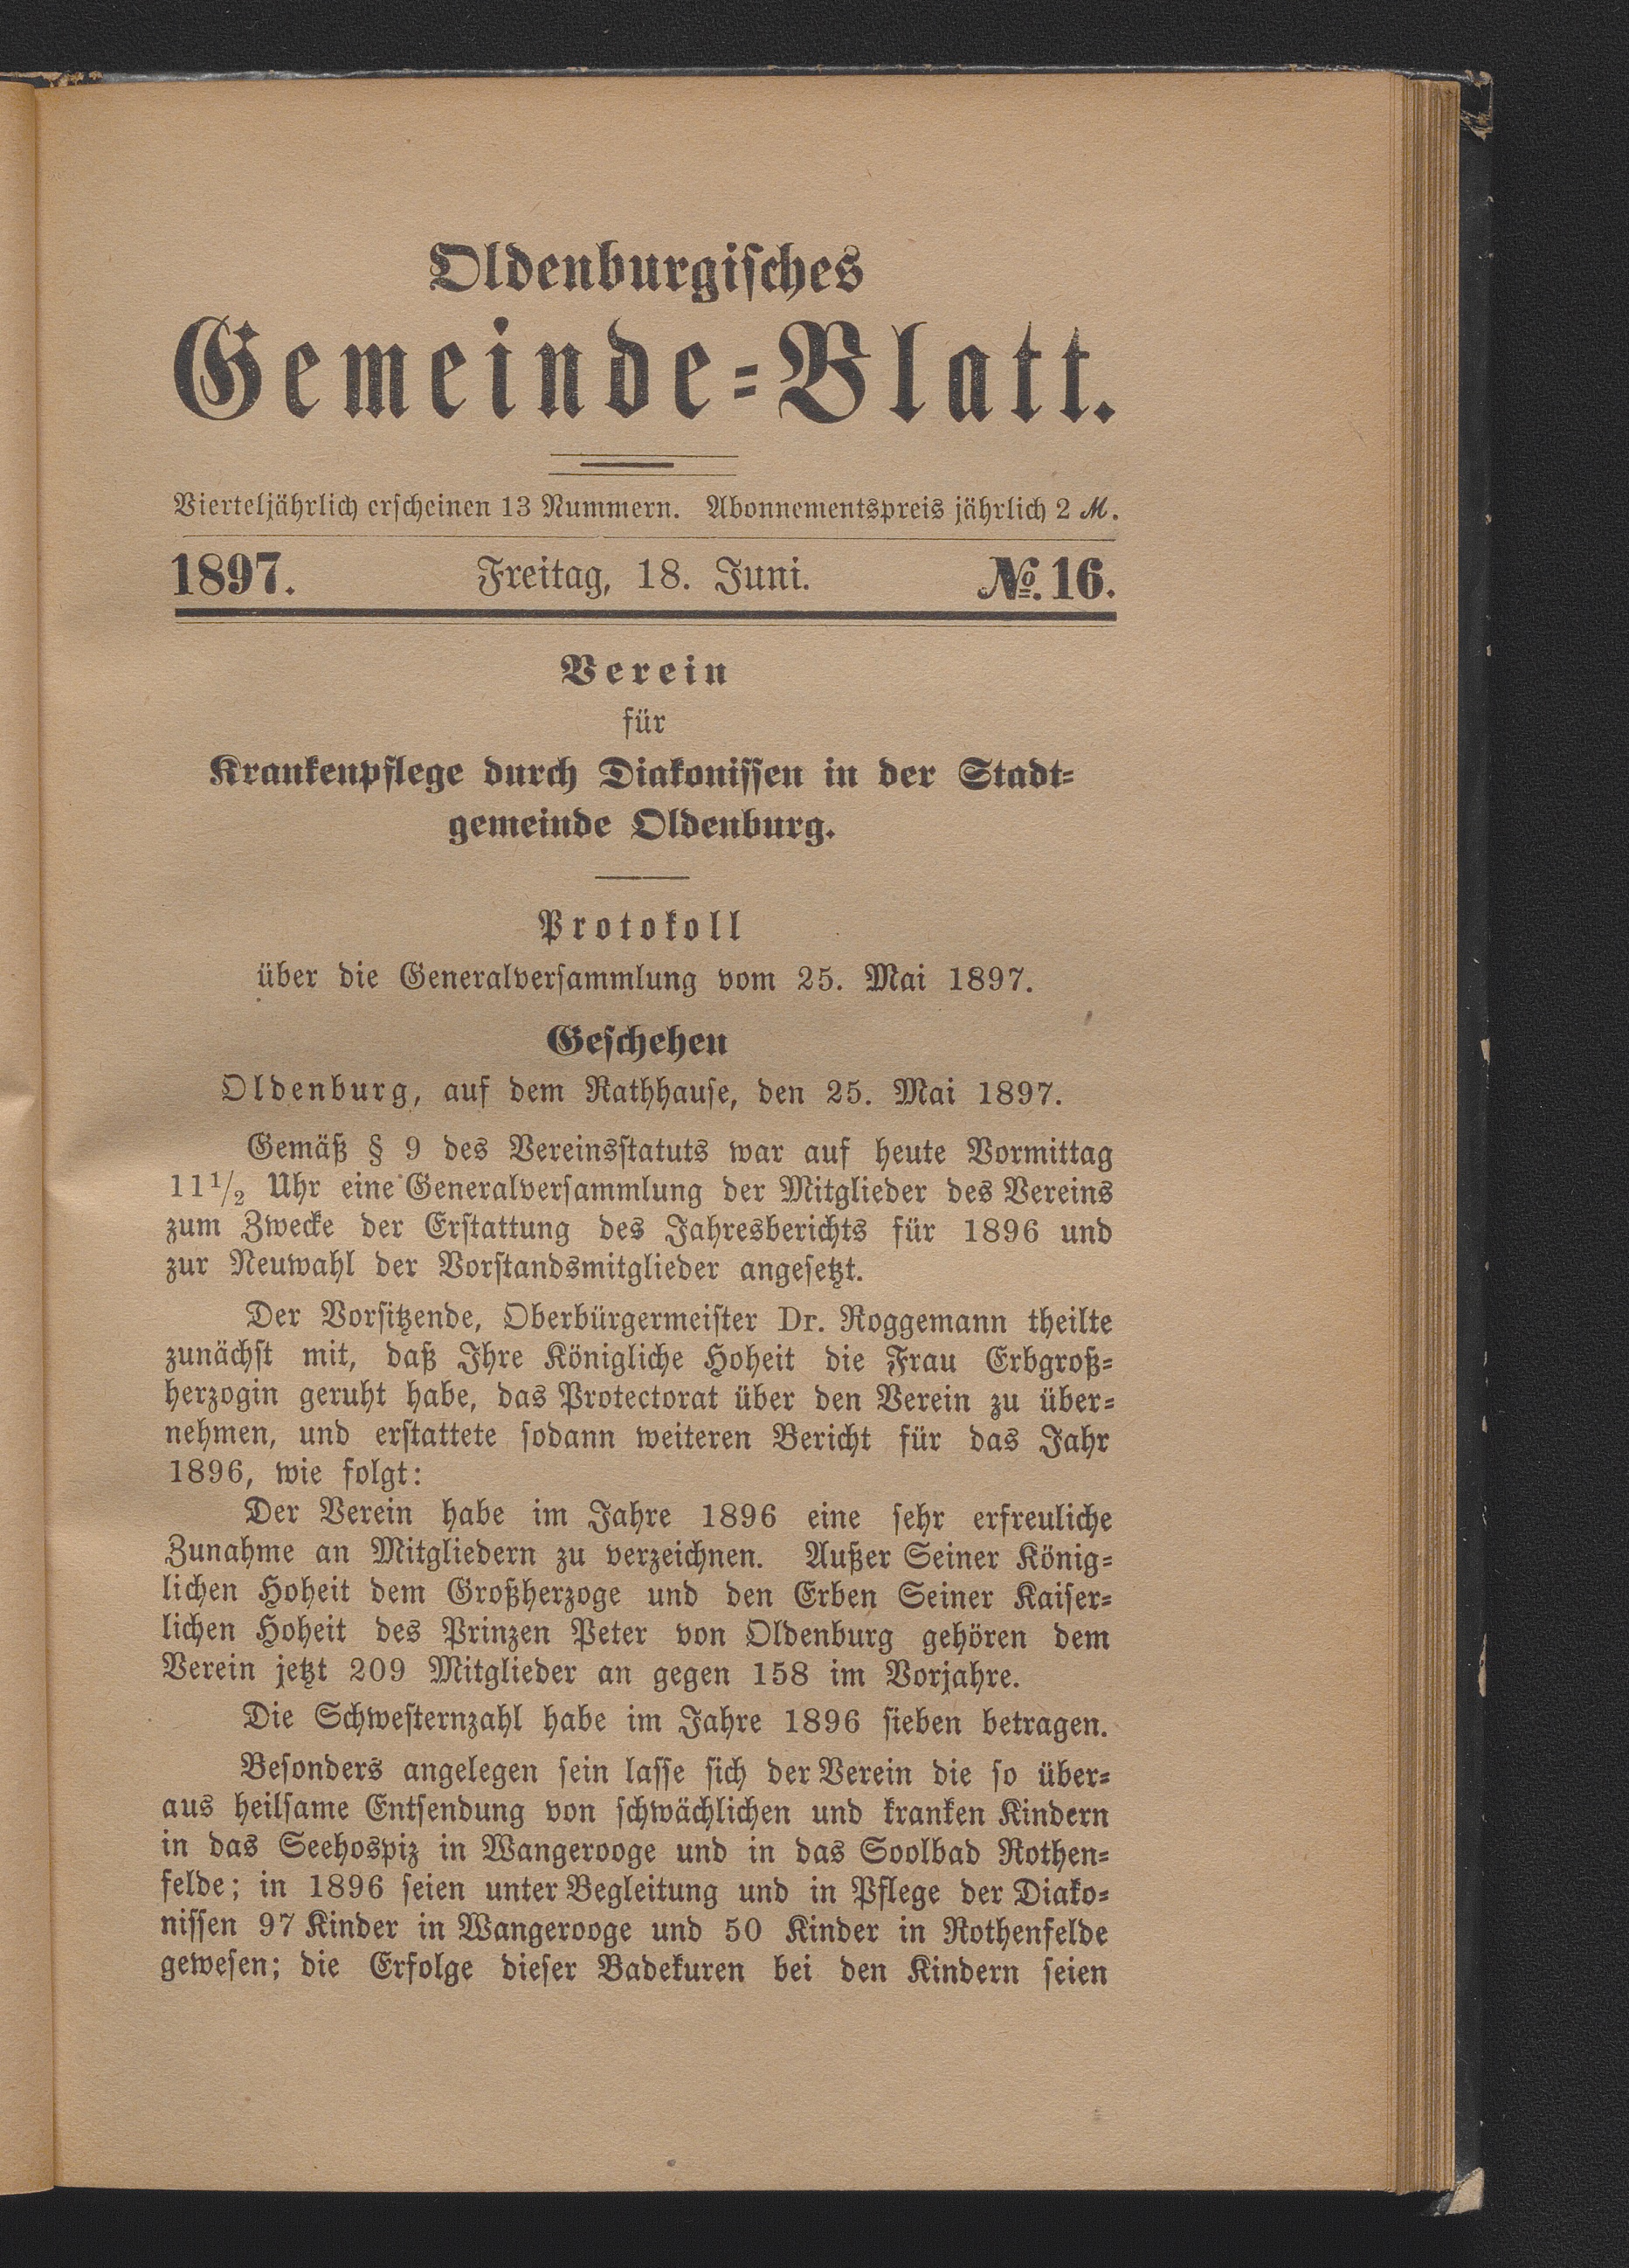 Oldenburgisches
Gemeinde-Blatt.
Vierteljährlich erscheinen 13 Nummern. Abonnementspreis jährlich 2 M.
1897. Freitag, 18. Juni. №. 16.
Verein
für
Krankenpflege durch Diakonissen in der Stadt-
gemeinde Oldenburg.
Protokoll
über die Generalversammlung vom 25. Mai 1897.
Geschehen
Oldenburg, auf dem Rathhause, den 25. Mai 1897.
Gemäß § 9 des Vereinsstatuts war auf heute Vormittag
11 1/2 Uhr eine Generalversammlung der Mitglieder des Vereins
zum Zwecke der Erstattung des Jahresberichts für 1896 und
zur Neuwahl der Vorstandsmitglieder angesetzt.
Der Vorsitzende, Oberbürgermeister Dr. Roggemann theilte
zunächst mit, daß Ihre Königliche Hoheit die Frau Erbgroß-
herzogin geruht habe, das Protectorat über den Verein zu über-
nehmen, und erstattete sodann weiteren Bericht für das Jahr
1896, wie folgt:
Der Verein habe im Jahre 1896 eine sehr erfreuliche
Zunahme an Mitgliedern zu verzeichnen. Außer Seiner König-
lichen Hoheit dem Großherzoge und den Erben Seiner Kaiser-
lichen Hoheit des Prinzen Peter von Oldenburg gehören dem
Verein jetzt 209 Mitglieder an gegen 158 im Vorjahre.
Die Schwesternzahl habe im Jahre 1896 sieben betragen.
Besonders angelegen sein lasse sich der Verein die so über-
aus heilsame Entsendung von schwächlichen und kranken Kindern
in das Seehospiz in Wangerooge und in das Soolbad Rothen-
felde; in 1896 seien unter Begleitung und in Pflege der Diako-
nissen 97 Kinder in Wangerooge und 50 Kinder in Rothenfelde
gewesen; die Erfolge dieser Badekuren bei den Kindern seien